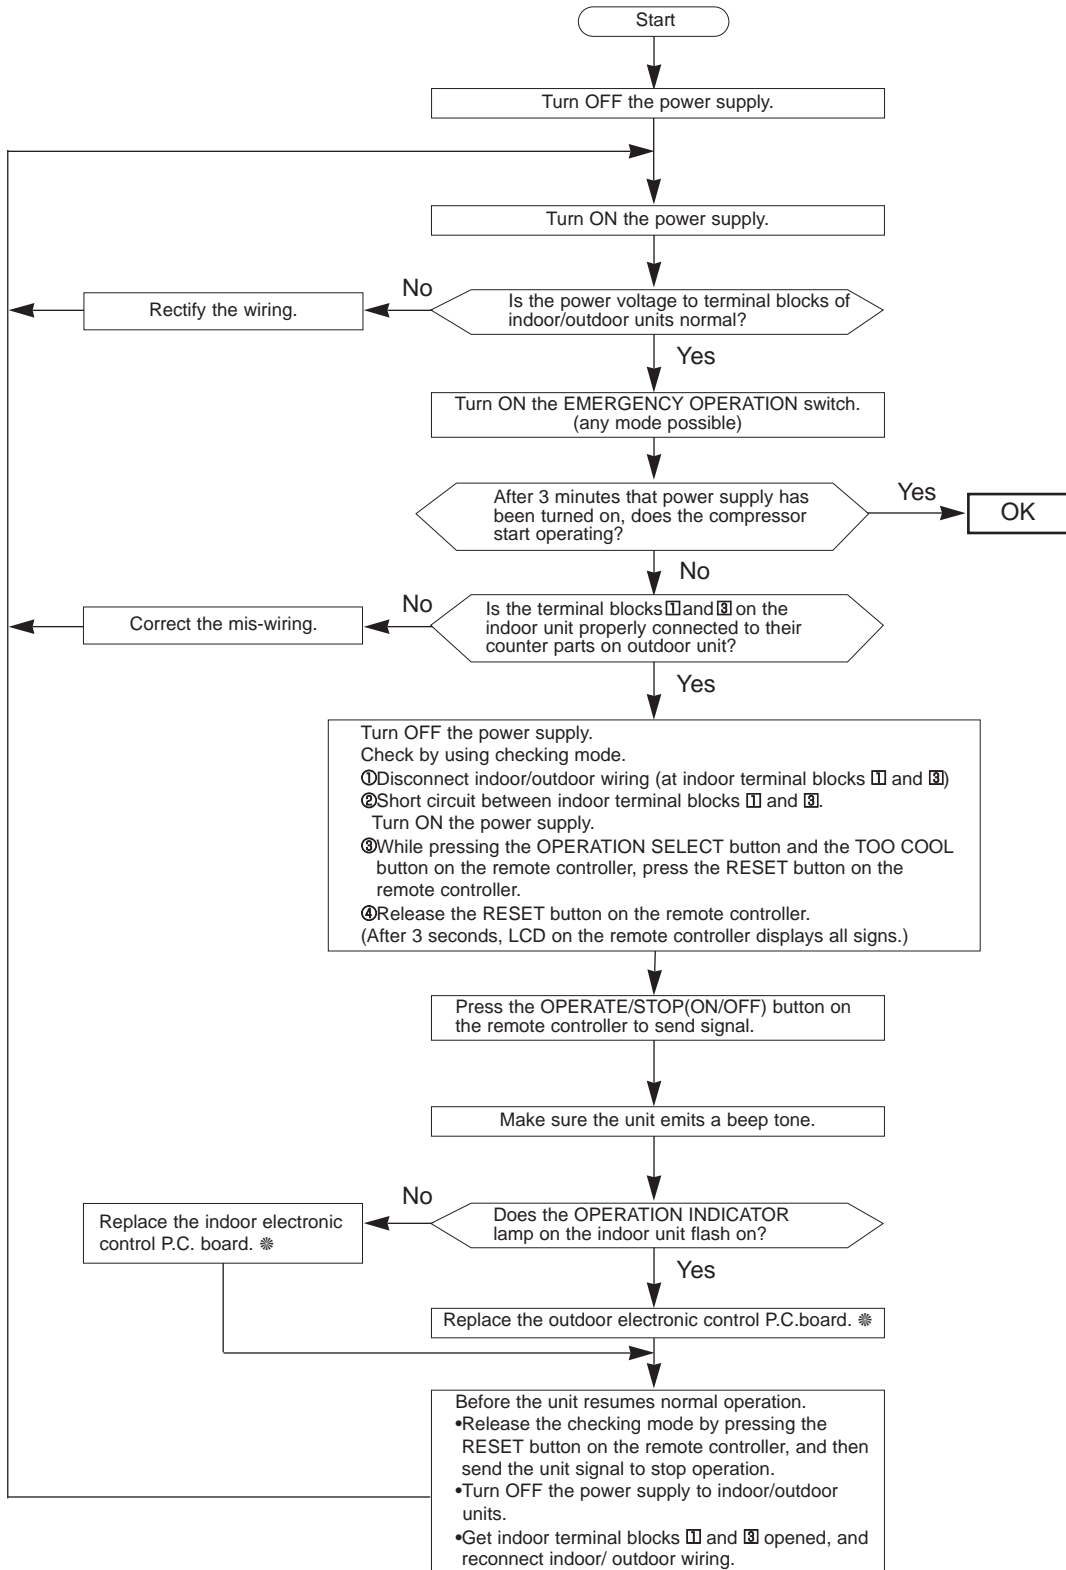 Start
Turn OFF the power supply.
Turn ON the power supply.
Is the power voltage to terminal blocks of
indoor/outdoor units normal?
No
Rectify the wiring.
Yes
Turn ON the EMERGENCY OPERATION switch.
(any mode possible)
After 3 minutes that power supply has
been turned on, does the compressor
start operating?
Yes
OK
No
Is the terminal blocks 1 and 3 on the
indoor unit properly connected to their
counter parts on outdoor unit?
No
Correct the mis-wiring.
Yes
Turn OFF the power supply.
Check by using checking mode.
①Disconnect indoor/outdoor wiring (at indoor terminal blocks 1 and 3)
②Short circuit between indoor terminal blocks 1 and 3.
Turn ON the power supply.
③While pressing the OPERATION SELECT button and the TOO COOL
button on the remote controller, press the RESET button on the
remote controller.
④Release the RESET button on the remote controller.
(After 3 seconds, LCD on the remote controller displays all signs.)
Press the OPERATE/STOP(ON/OFF) button on
the remote controller to send signal.
Make sure the unit emits a beep tone.
Does the OPERATION INDICATOR
lamp on the indoor unit flash on?
No
Replace the indoor electronic
control P.C. board. ❊
Yes
Replace the outdoor electronic control P.C.board. ❊
Before the unit resumes normal operation.
•Release the checking mode by pressing the
RESET button on the remote controller, and then
send the unit signal to stop operation.
•Turn OFF the power supply to indoor/outdoor
units.
•Get indoor terminal blocks 1 and 3 opened, and
reconnect indoor/ outdoor wiring.